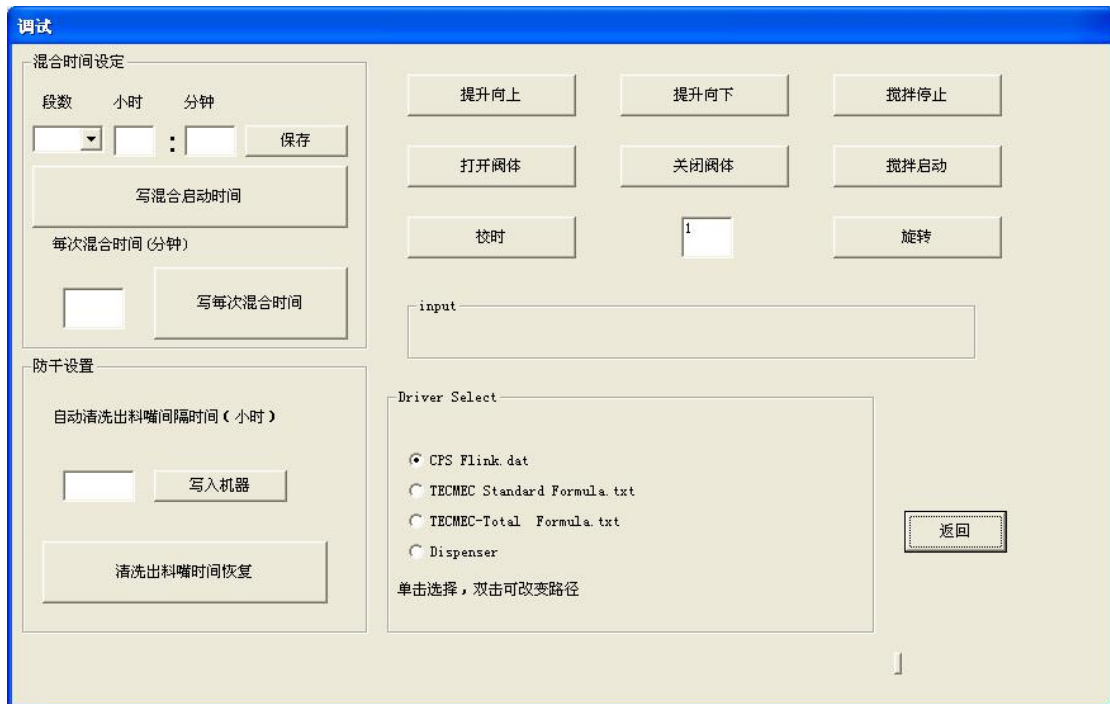 调试
混合时间设定
段数 小时 分钟
: 保存
写混合启动时间
每次混合时间(分钟)
写每次混合时间
防干设置
自动清洗出料嘴间隔时间(小时)
写入机器
清洗出料嘴时间恢复
提升向上 提升向下 搅拌停止
打开阀体 关闭阀体 搅拌启动
校时 1 旋转
input
Driver Select
CPS Flink.dat
TECMEC Standard Formula.txt
TECMEC-Total Formula.txt
Dispenser
单击选择,双击可改变路径
返回